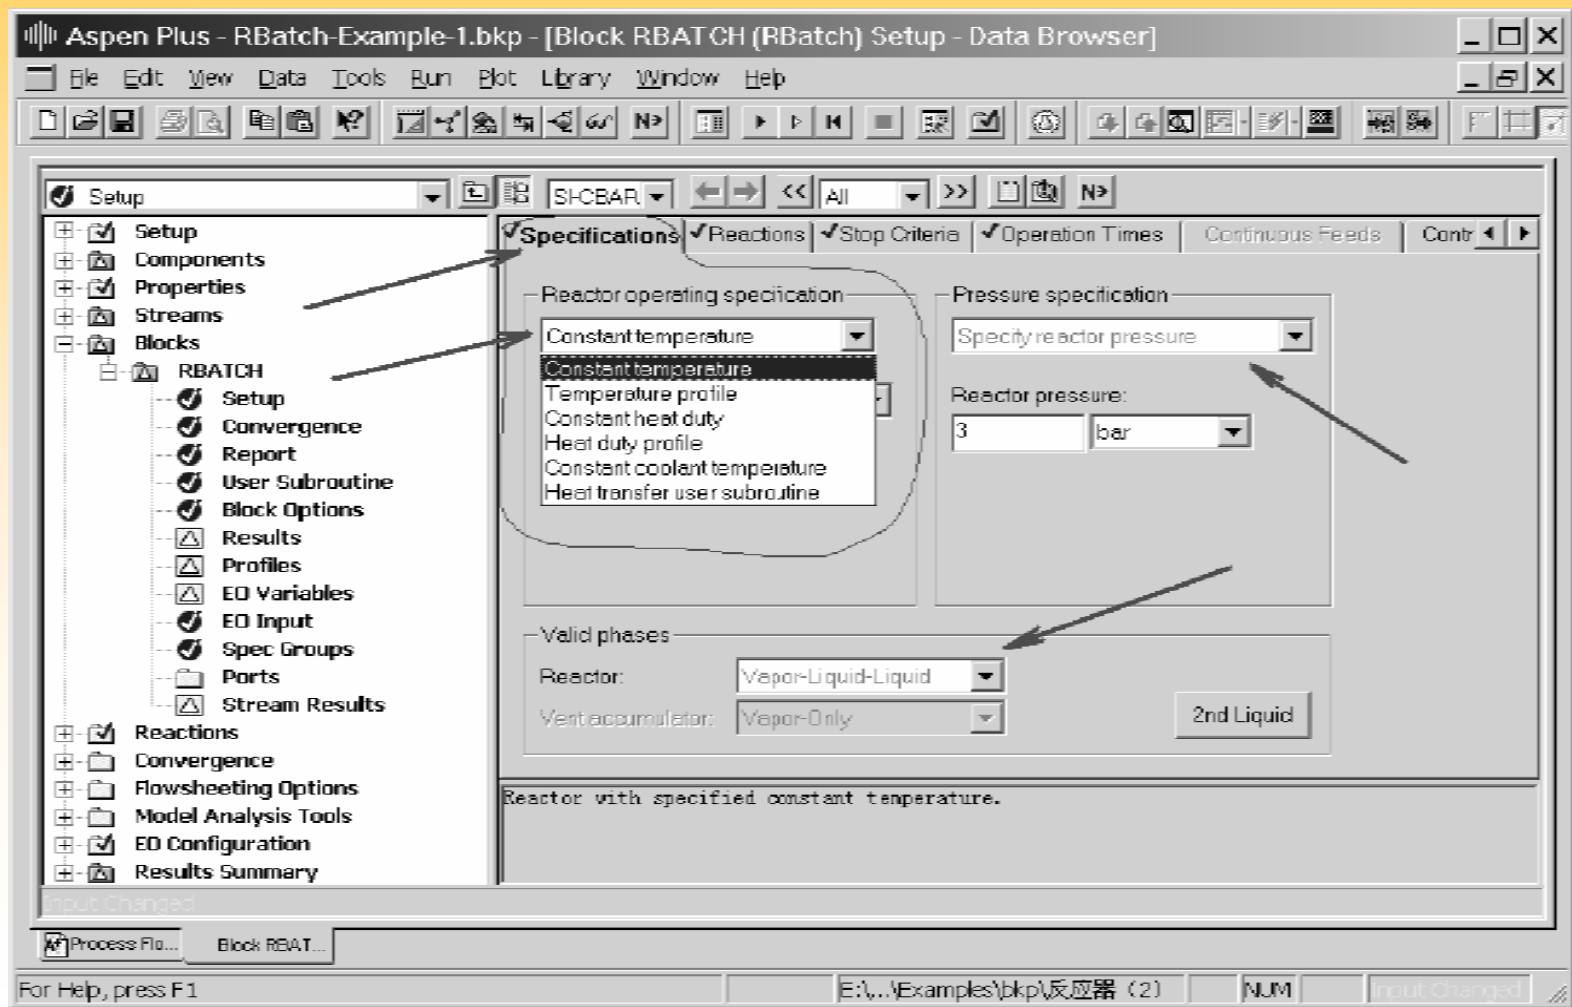 Aspen Plus - RBatch-Example-1.bkp - [Block RBATCH (RBatch) Setup - Data Browser]
File Edit View Data Tools Run Plot Library Window Help
N>
Setup SI-CBAR << All >> N>
Setup
Components
Properties
Streams
Blocks
RBATCH
Setup
Convergence
Report
User Subroutine
Block Options
Results
Profiles
EO Variables
EO Input
Spec Groups
Ports
Stream Results
Reactions
Convergence
Flowsheeting Options
Model Analysis Tools
EO Configuration
Results Summary
Specifications Reactions Stop Criteria Operation Times Continuous Feeds Contr
Reactor operating specification
Constant temperature
Constant temperature
Temperature profile
Constant heat duty
Heat duty profile
Constant coolant temperature
Heat transfer user subroutine
Pressure specification
Specify reactor pressure
Reactor pressure:
3 bar
Valid phases
Reactor: Vapor-Liquid-Liquid
Vent accumulator: Vapor-Only
2nd Liquid
Reactor with specified constant temperature.
Input Changed
Process Flo... Block RBAT...
For Help, press F1 E:\...\Examples\bkp\反应器（2） NUM Input Changed